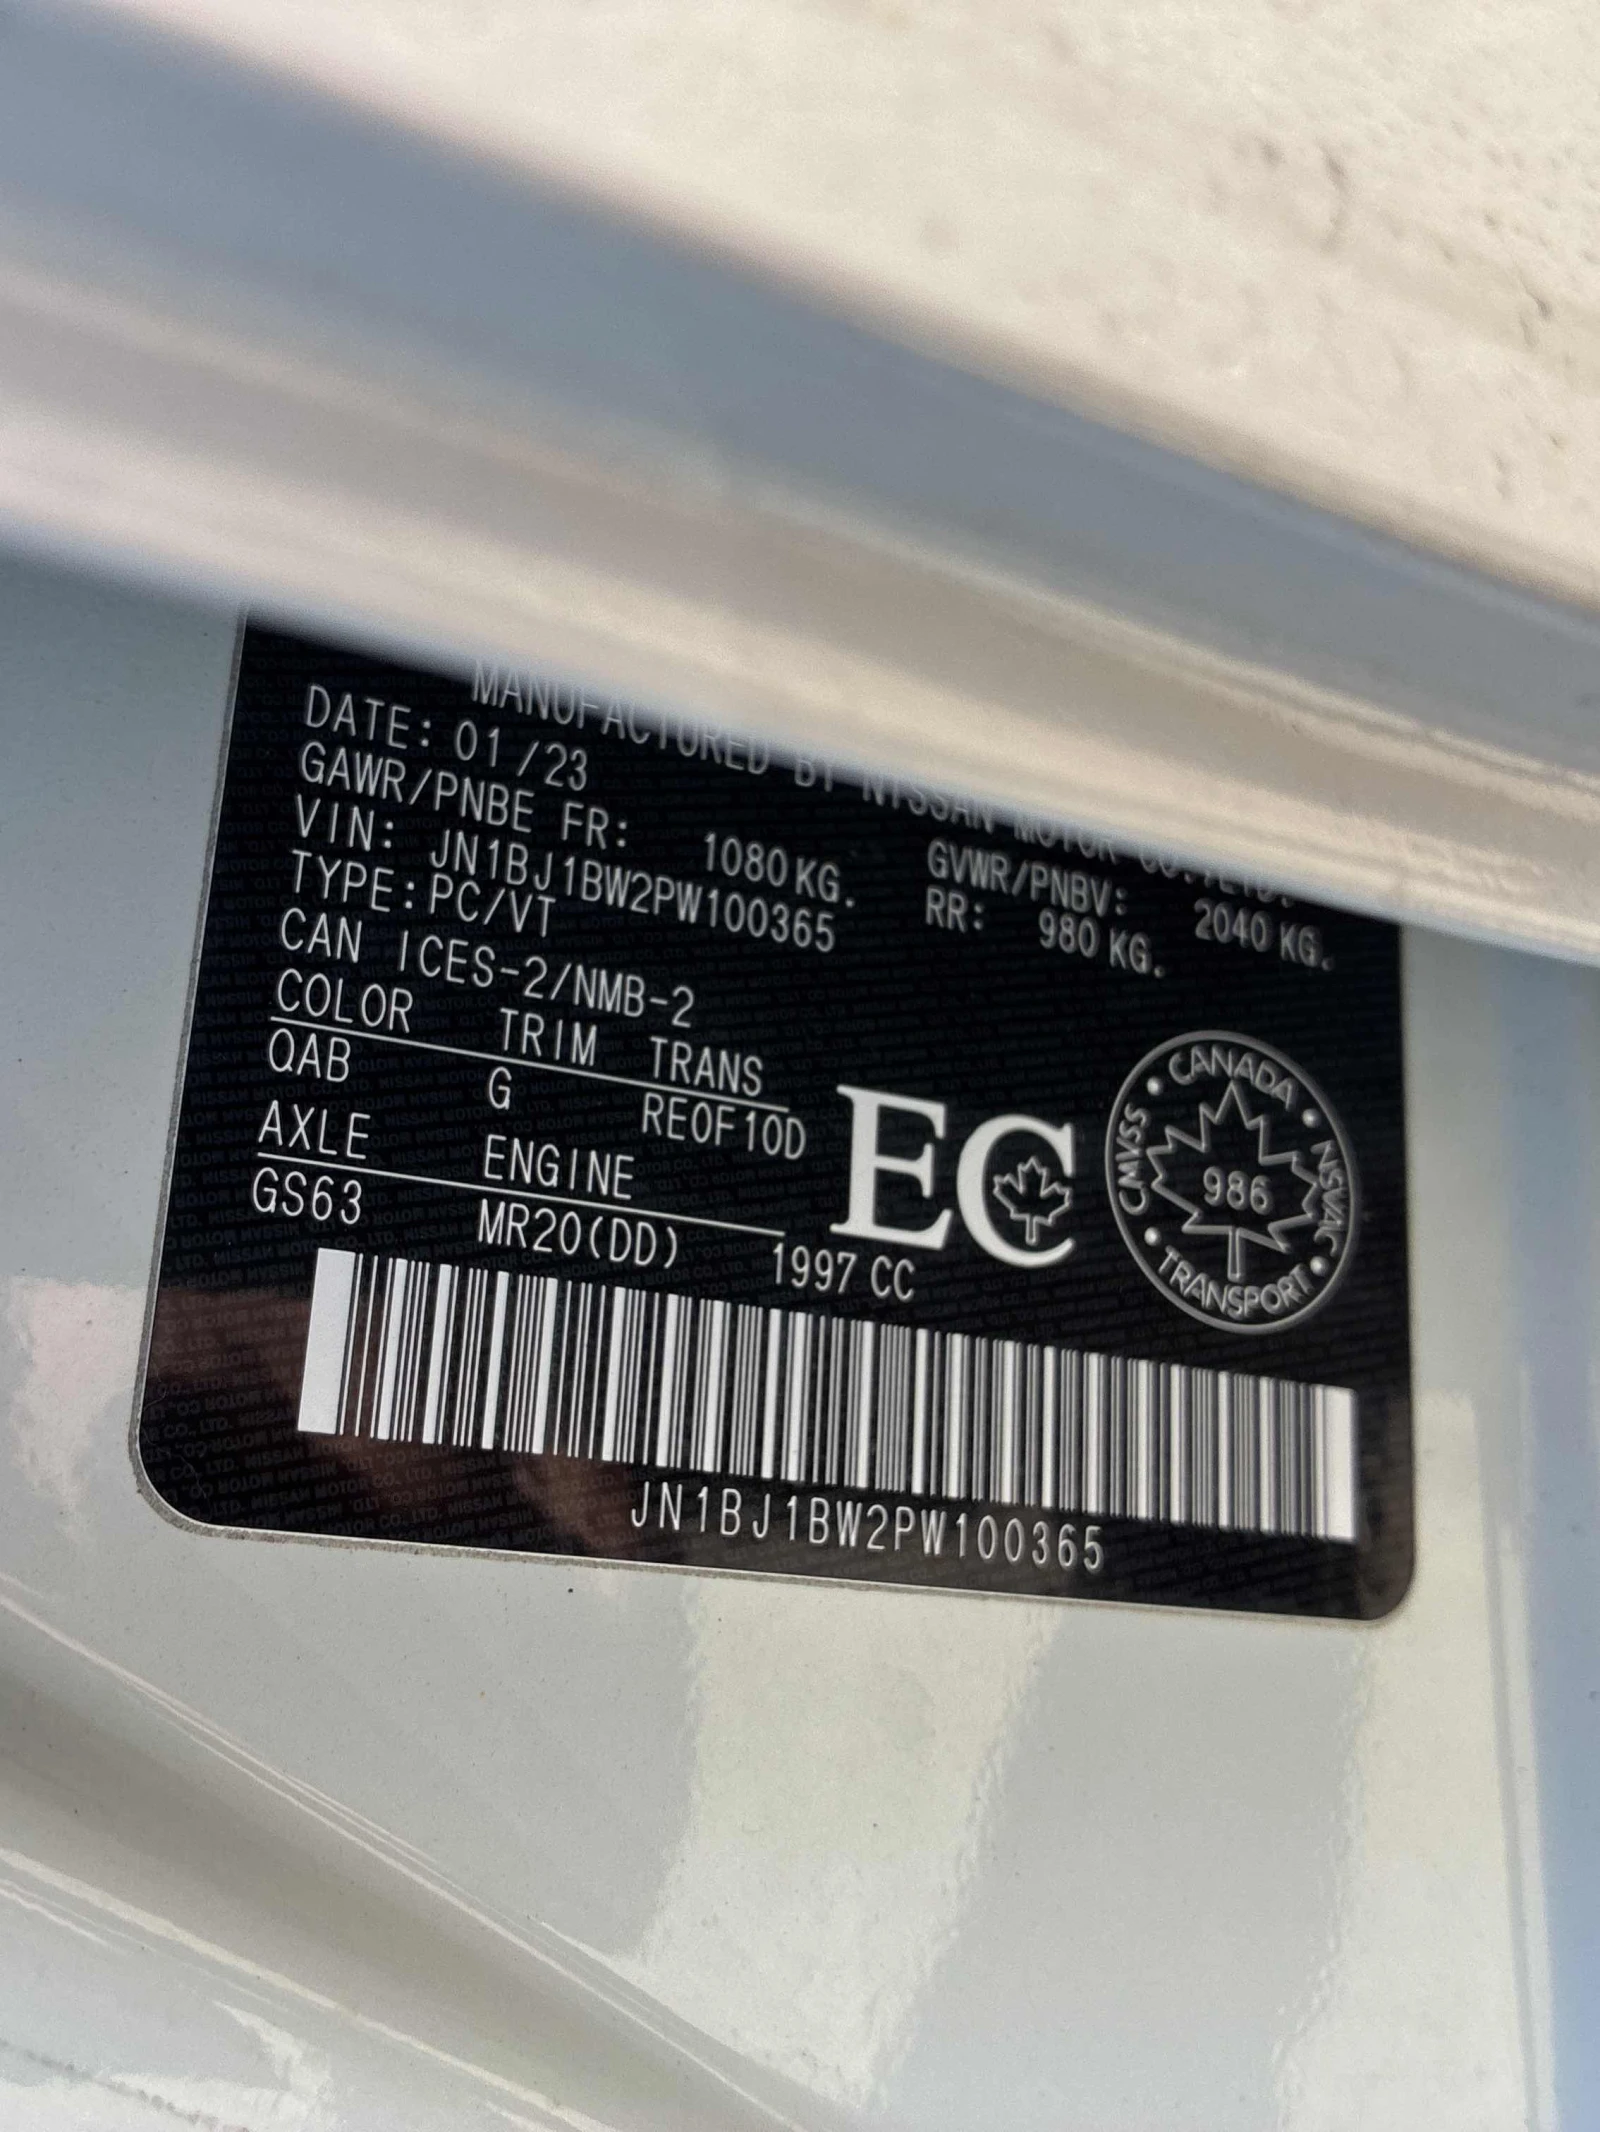 MANUFACTURED BY NISSAN MOTOR CO., LTD.
DATE: 01/23
GVWR/PNBV: 2040 KG.
GAWR/PNBE FR: 1080 KG. RR: 980 KG.
VIN: JN1BJ1BW2PW100365
TYPE: PC/VT
CAN ICES-2/NMB-2
COLOR TRIM TRANS
QAB G RE0F10D
AXLE ENGINE
GS63 MR20(DD) 1997 CC
EC
CANADA
CMVSS NSVAC
986
TRANSPORT
JN1BJ1BW2PW100365